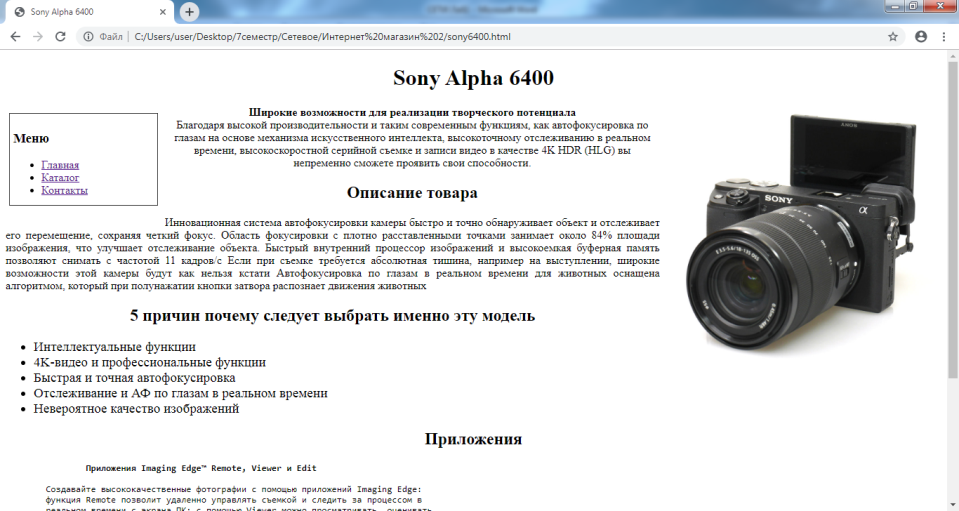 Sony Alpha 6400
Файл
C:/Users/user/Desktop/7семестр/Сетевое/Интернет%20магазин%202/sony6400.html
Sony Alpha 6400
Меню
Главная
Каталог
Контакты
Широкие возможности для реализации творческого потенциала
Благодаря высокой производительности и таким современным функциям, как автофокусировка по
глазам на основе механизма искусственного интеллекта, высокоточному отслеживанию в реальном
времени, высокоскоростной серийной съемке и записи видео в качестве 4K HDR (HLG) вы
непременно сможете проявить свои способности.
SONY
SONY
α
Описание товара
Инновационная система автофокусировки камеры быстро и точно обнаруживает объект и отслеживает
его перемешение, сохраняя четкий фокус. Область фокусировки с плотно расставленными точками занимает около 84% площади
изображения, что улучшает отслеживание объекта. Быстрый внутренний процессор изображений и высокоемкая буферная память
позволяют снимать с частотой 11 кадров/с Если при съемке требуется абсолютная тишина, например на выступлении, широкие
возможности этой камеры будут как нельзя кстати Автофокусировка по глазам в реальном времени для животных оснащена
алгоритмом, который при полунажатии кнопки затвора распознает движения животных
5 причин почему следует выбрать именно эту модель
Интеллектуальные функции
4K-видео и профессиональные функции
Быстрая и точная автофокусировка
Отслеживание и АФ по глазам в реальном времени
Невероятное качество изображений
Приложения
Приложения Imaging Edge™ Remote, Viewer и Edit
Создавайте высококачественные фотографии с помощью приложений Imaging Edge:
функция Remote позволит удаленно управлять съемкой и следить за процессом в
реальном времени с экрана ПК; с помощью Viewer можно просматривать, оценивать